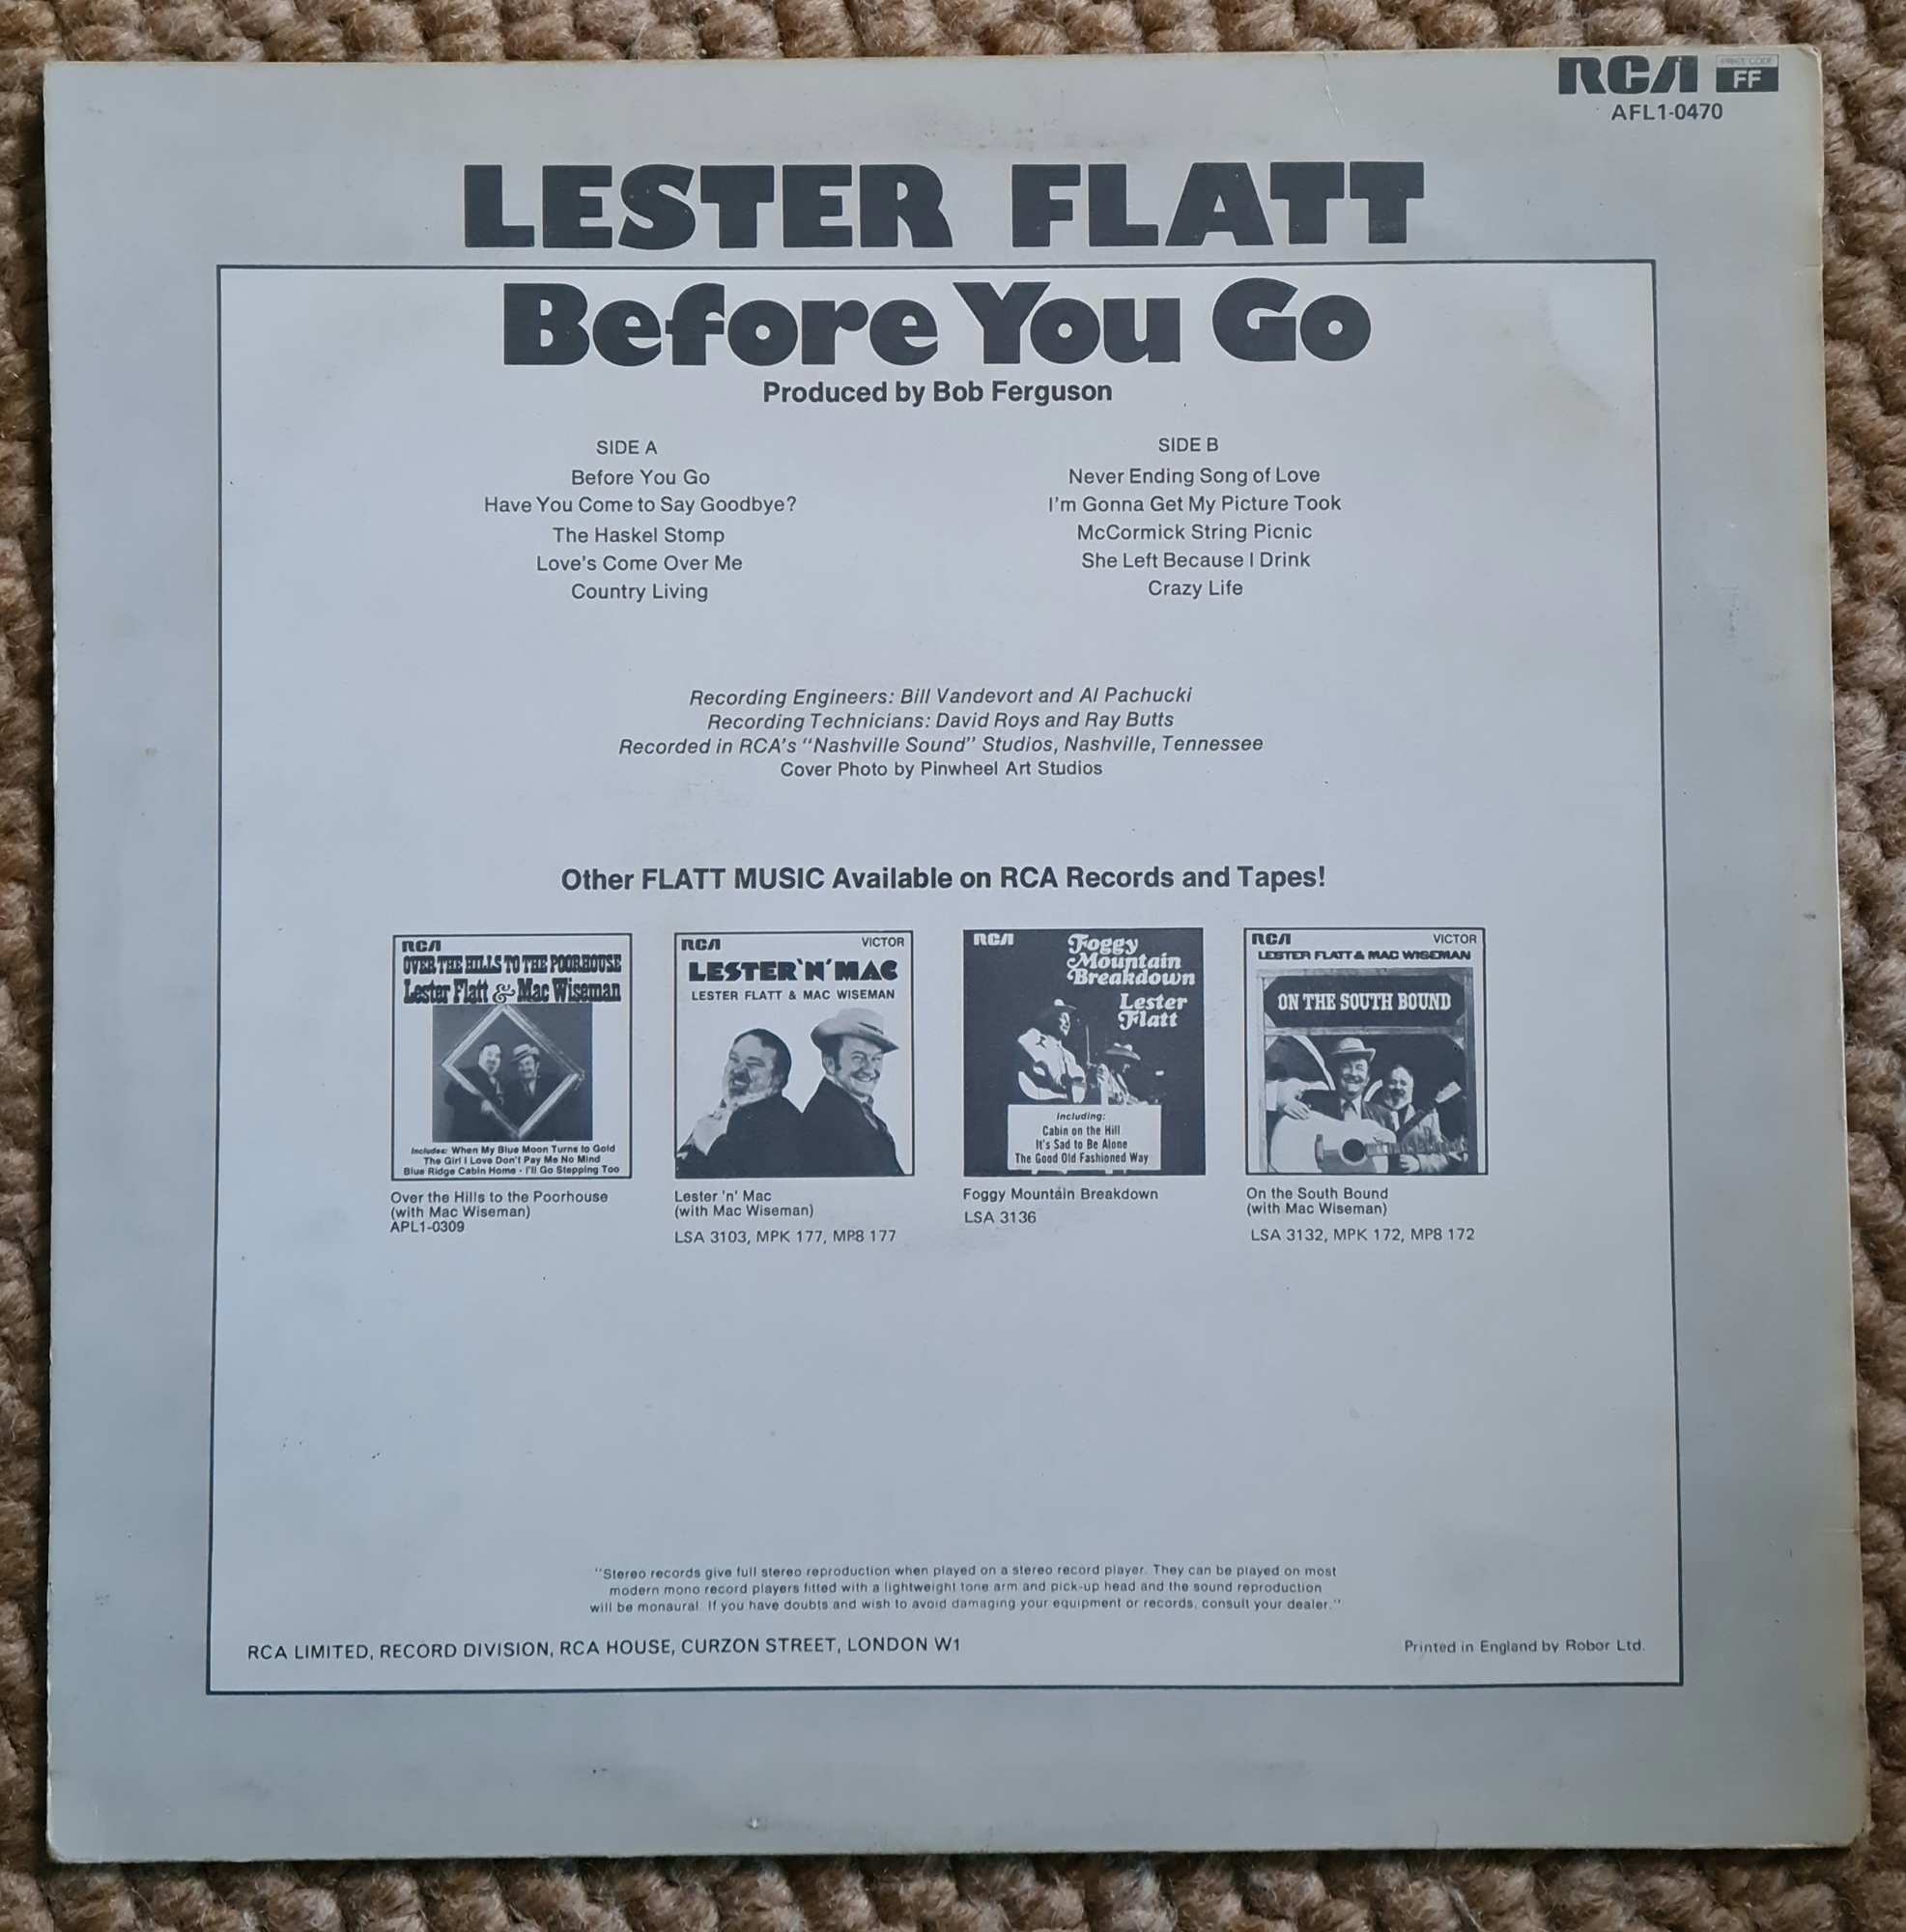 RCA PRICE CODE FF
AFL1-0470
LESTER FLATT
Before You Go
Produced by Bob Ferguson
SIDE A
Before You Go
Have You Come to Say Goodbye?
The Haskel Stomp
Love's Come Over Me
Country Living
SIDE B
Never Ending Song of Love
I'm Gonna Get My Picture Took
McCormick String Picnic
She Left Because I Drink
Crazy Life
Recording Engineers: Bill Vandevort and Al Pachucki
Recording Technicians: David Roys and Ray Butts
Recorded in RCA's "Nashville Sound" Studios, Nashville, Tennessee
Cover Photo by Pinwheel Art Studios
Other FLATT MUSIC Available on RCA Records and Tapes!
RCA
OVER THE HILLS TO THE POORHOUSE
Lester Flatt & Mac Wiseman
Includes: When My Blue Moon Turns to Gold
The Girl I Love Don't Pay Me No Mind
Blue Ridge Cabin Home · I'll Go Stepping Too
Over the Hills to the Poorhouse
(with Mac Wiseman)
APL1-0309
RCA VICTOR
LESTER 'N' MAC
LESTER FLATT & MAC WISEMAN
Lester 'n' Mac
(with Mac Wiseman)
LSA 3103, MPK 177, MP8 177
RCA
Foggy
Mountain
Breakdown
Lester
Flatt
Including:
Cabin on the Hill
It's Sad to Be Alone
The Good Old Fashioned Way
Foggy Mountain Breakdown
LSA 3136
RCA VICTOR
LESTER FLATT & MAC WISEMAN
ON THE SOUTH BOUND
On the South Bound
(with Mac Wiseman)
LSA 3132, MPK 172, MP8 172
"Stereo records give full stereo reproduction when played on a stereo record player. They can be played on most
modern mono record players fitted with a lightweight tone arm and pick-up head and the sound reproduction
will be monaural. If you have doubts and wish to avoid damaging your equipment or records, consult your dealer."
RCA LIMITED, RECORD DIVISION, RCA HOUSE, CURZON STREET, LONDON W1
Printed in England by Robor Ltd.